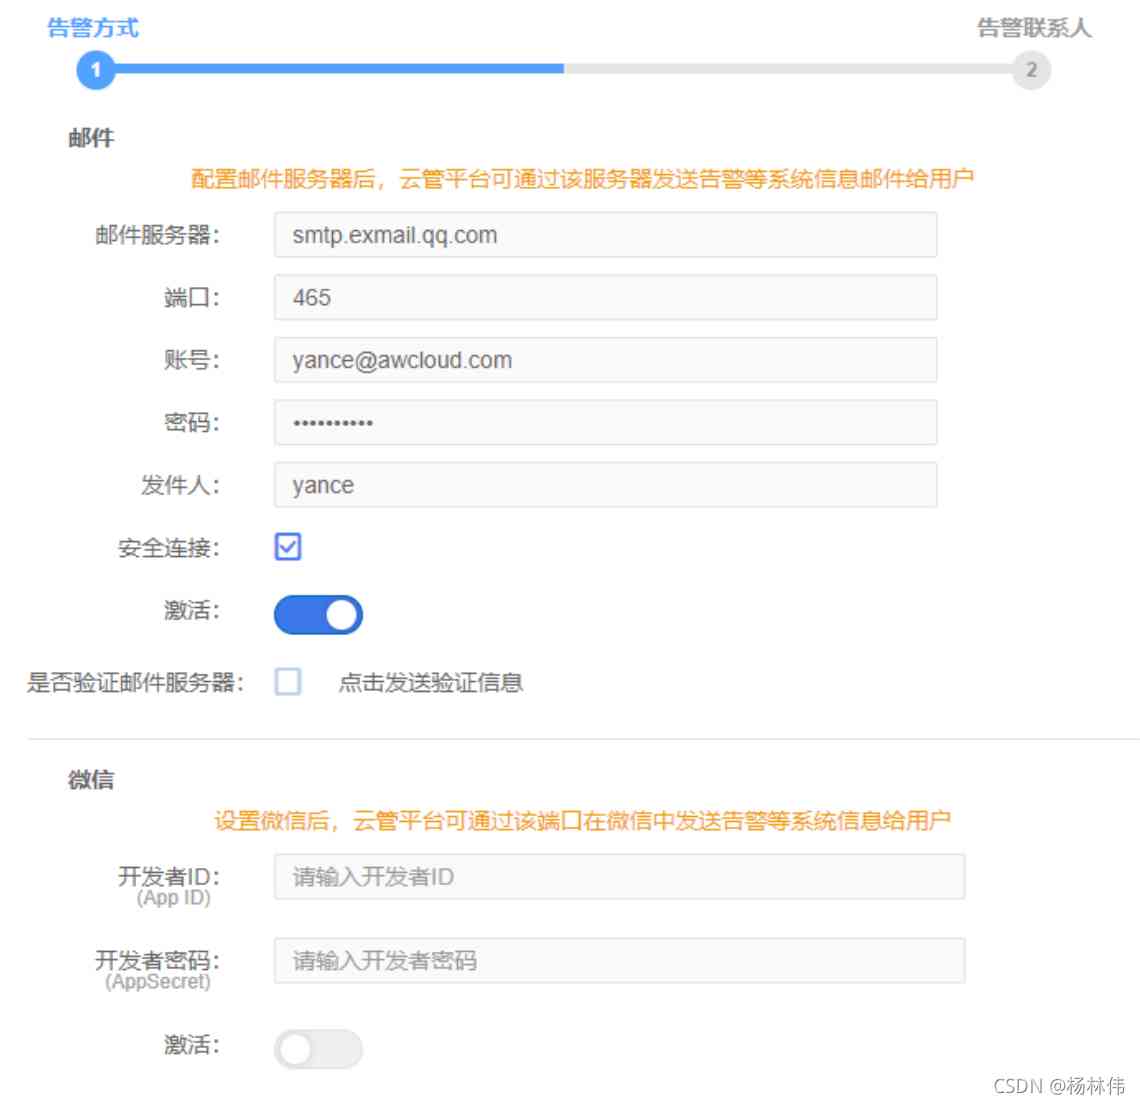 告警方式
告警联系人
1
2
邮件
配置邮件服务器后，云管平台可通过该服务器发送告警等系统信息邮件给用户
邮件服务器： smtp.exmail.qq.com
端口： 465
账号： yance@awcloud.com
密码： ••••••••••
发件人： yance
安全连接：
激活：
是否验证邮件服务器： 点击发送验证信息
微信
设置微信后，云管平台可通过该端口在微信中发送告警等系统信息给用户
开发者ID： 请输入开发者ID
(App ID)
开发者密码： 请输入开发者密码
(AppSecret)
激活：
CSDN @杨林伟